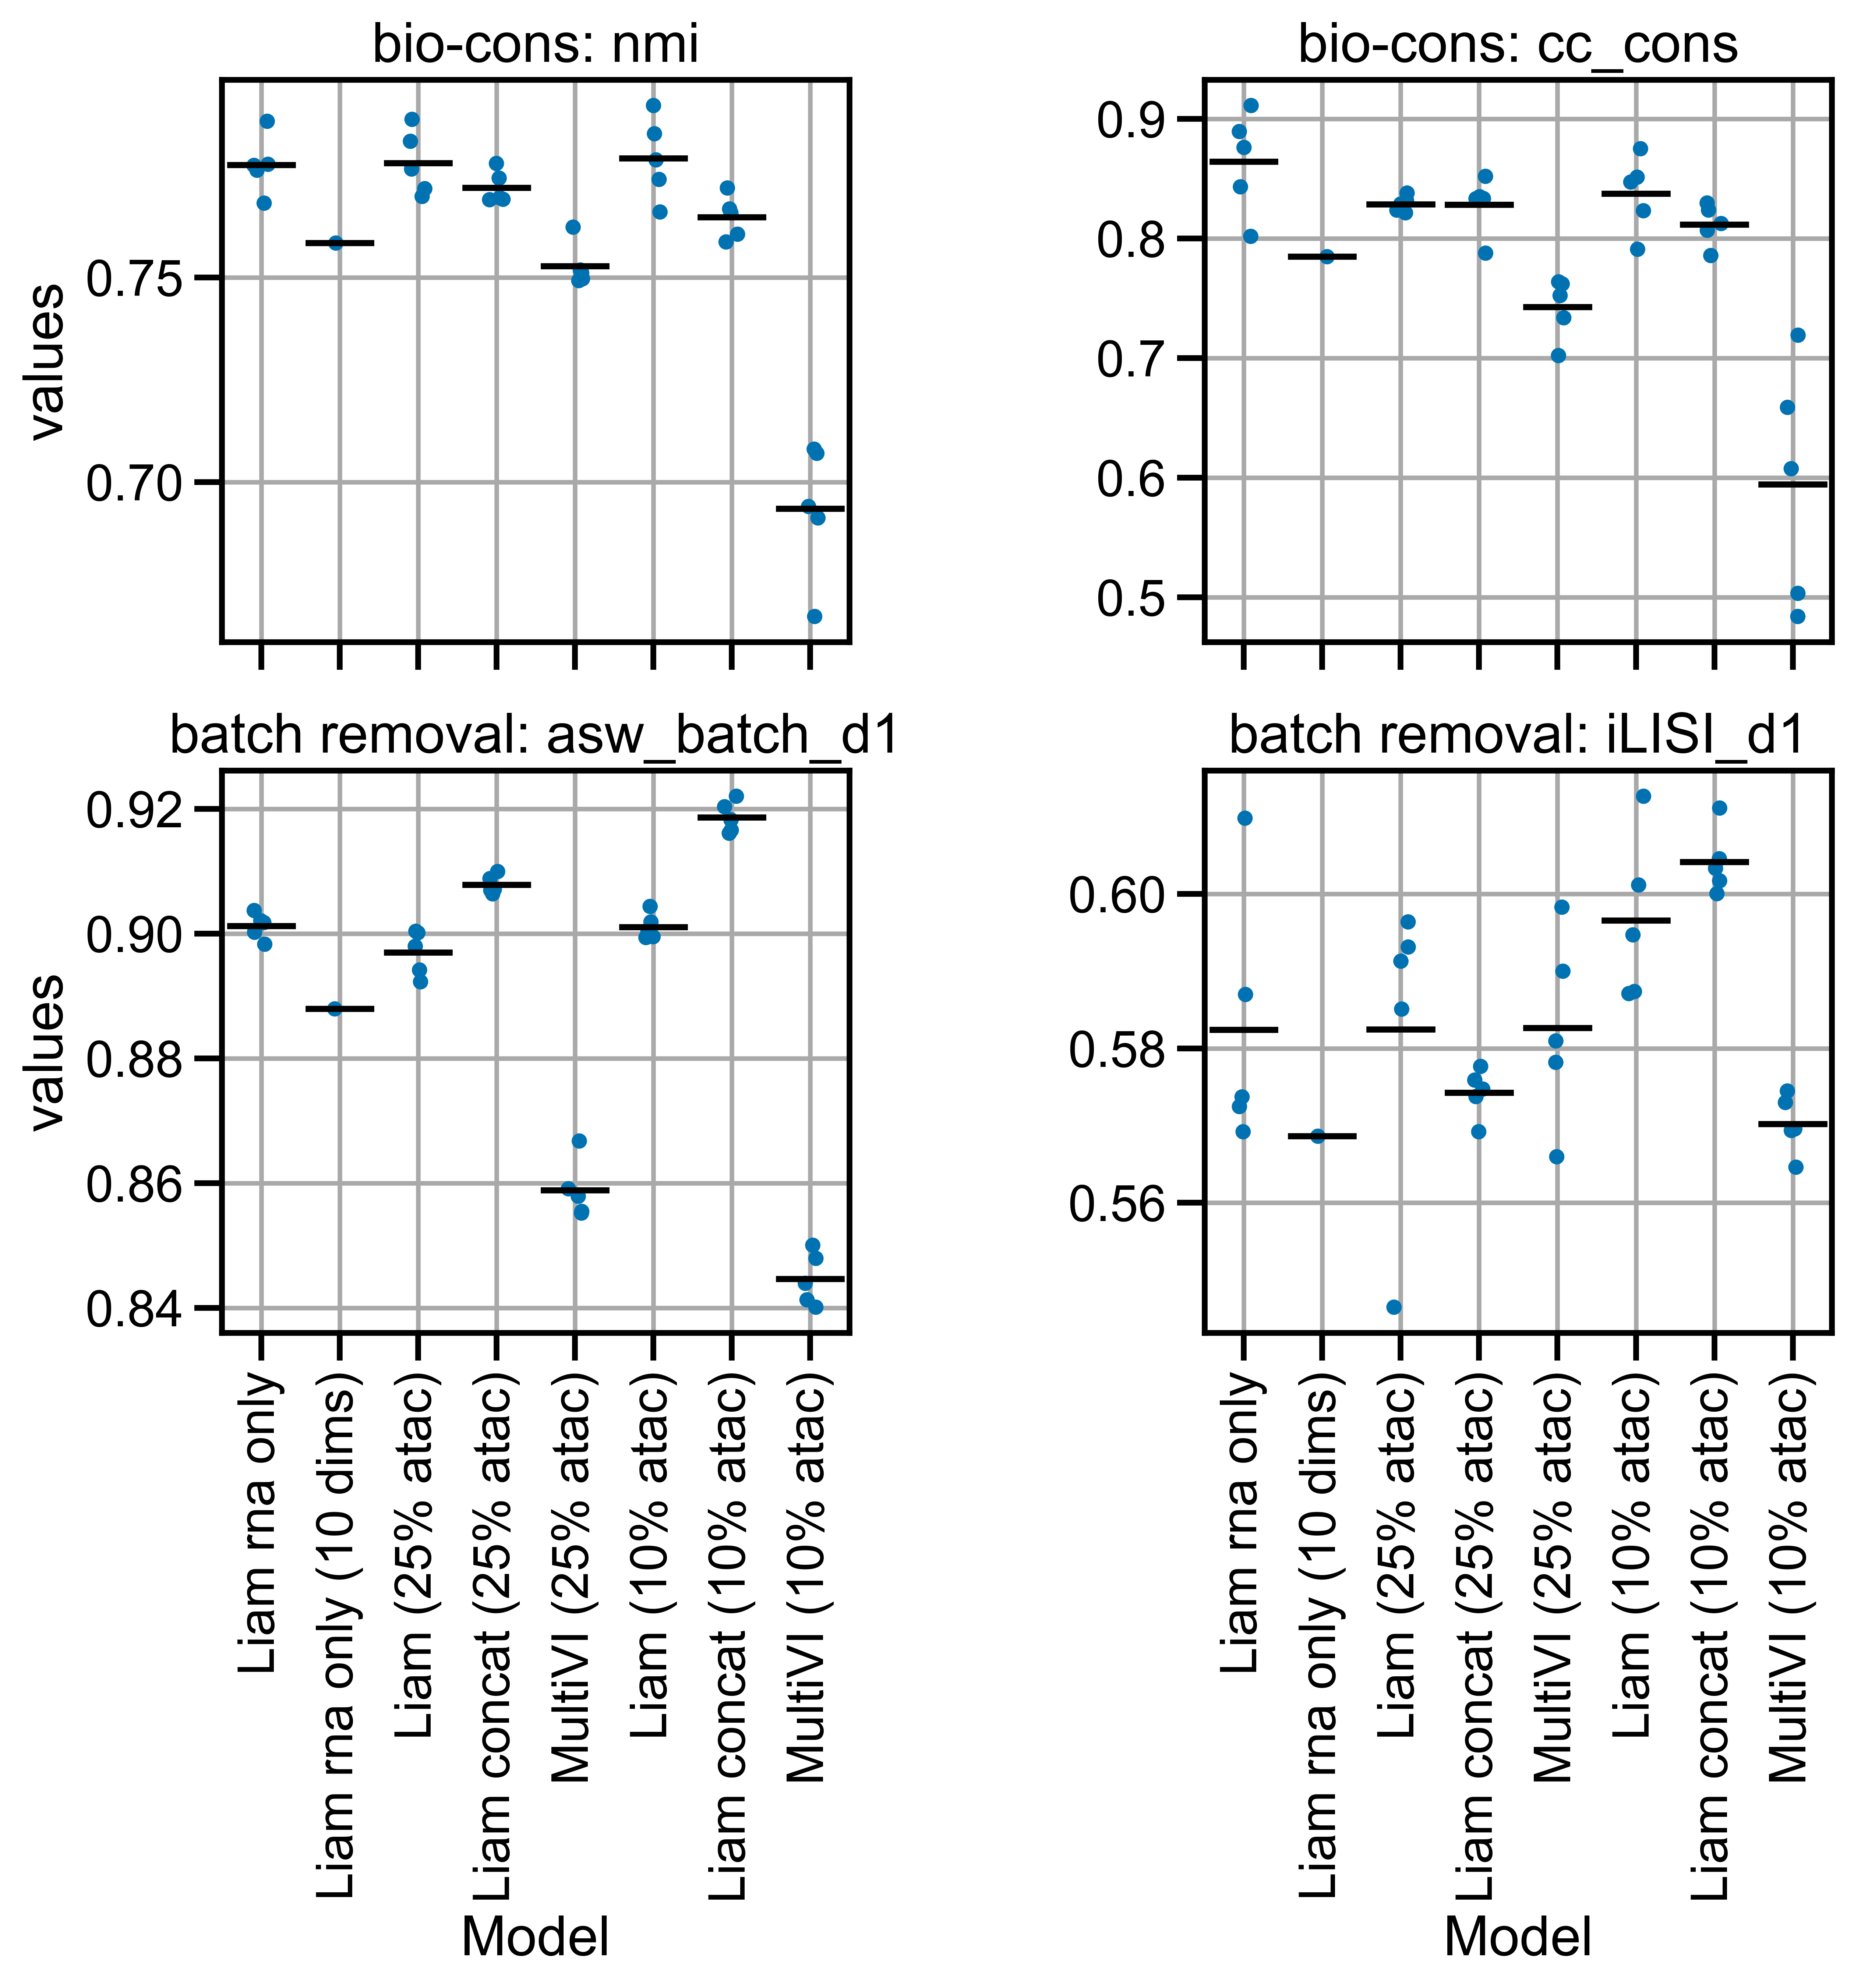 bio-cons: nmi
bio-cons: cc_cons
values
0.75
0.70
0.9
0.8
0.7
0.6
0.5
batch removal: asw_batch_d1
batch removal: iLISI_d1
values
0.92
0.90
0.88
0.86
0.84
0.60
0.58
0.56
Liam rna only
Liam rna only (10 dims)
Liam (25% atac)
Liam concat (25% atac)
MultiVI (25% atac)
Liam (10% atac)
Liam concat (10% atac)
MultiVI (10% atac)
Liam rna only
Liam rna only (10 dims)
Liam (25% atac)
Liam concat (25% atac)
MultiVI (25% atac)
Liam (10% atac)
Liam concat (10% atac)
MultiVI (10% atac)
Model
Model